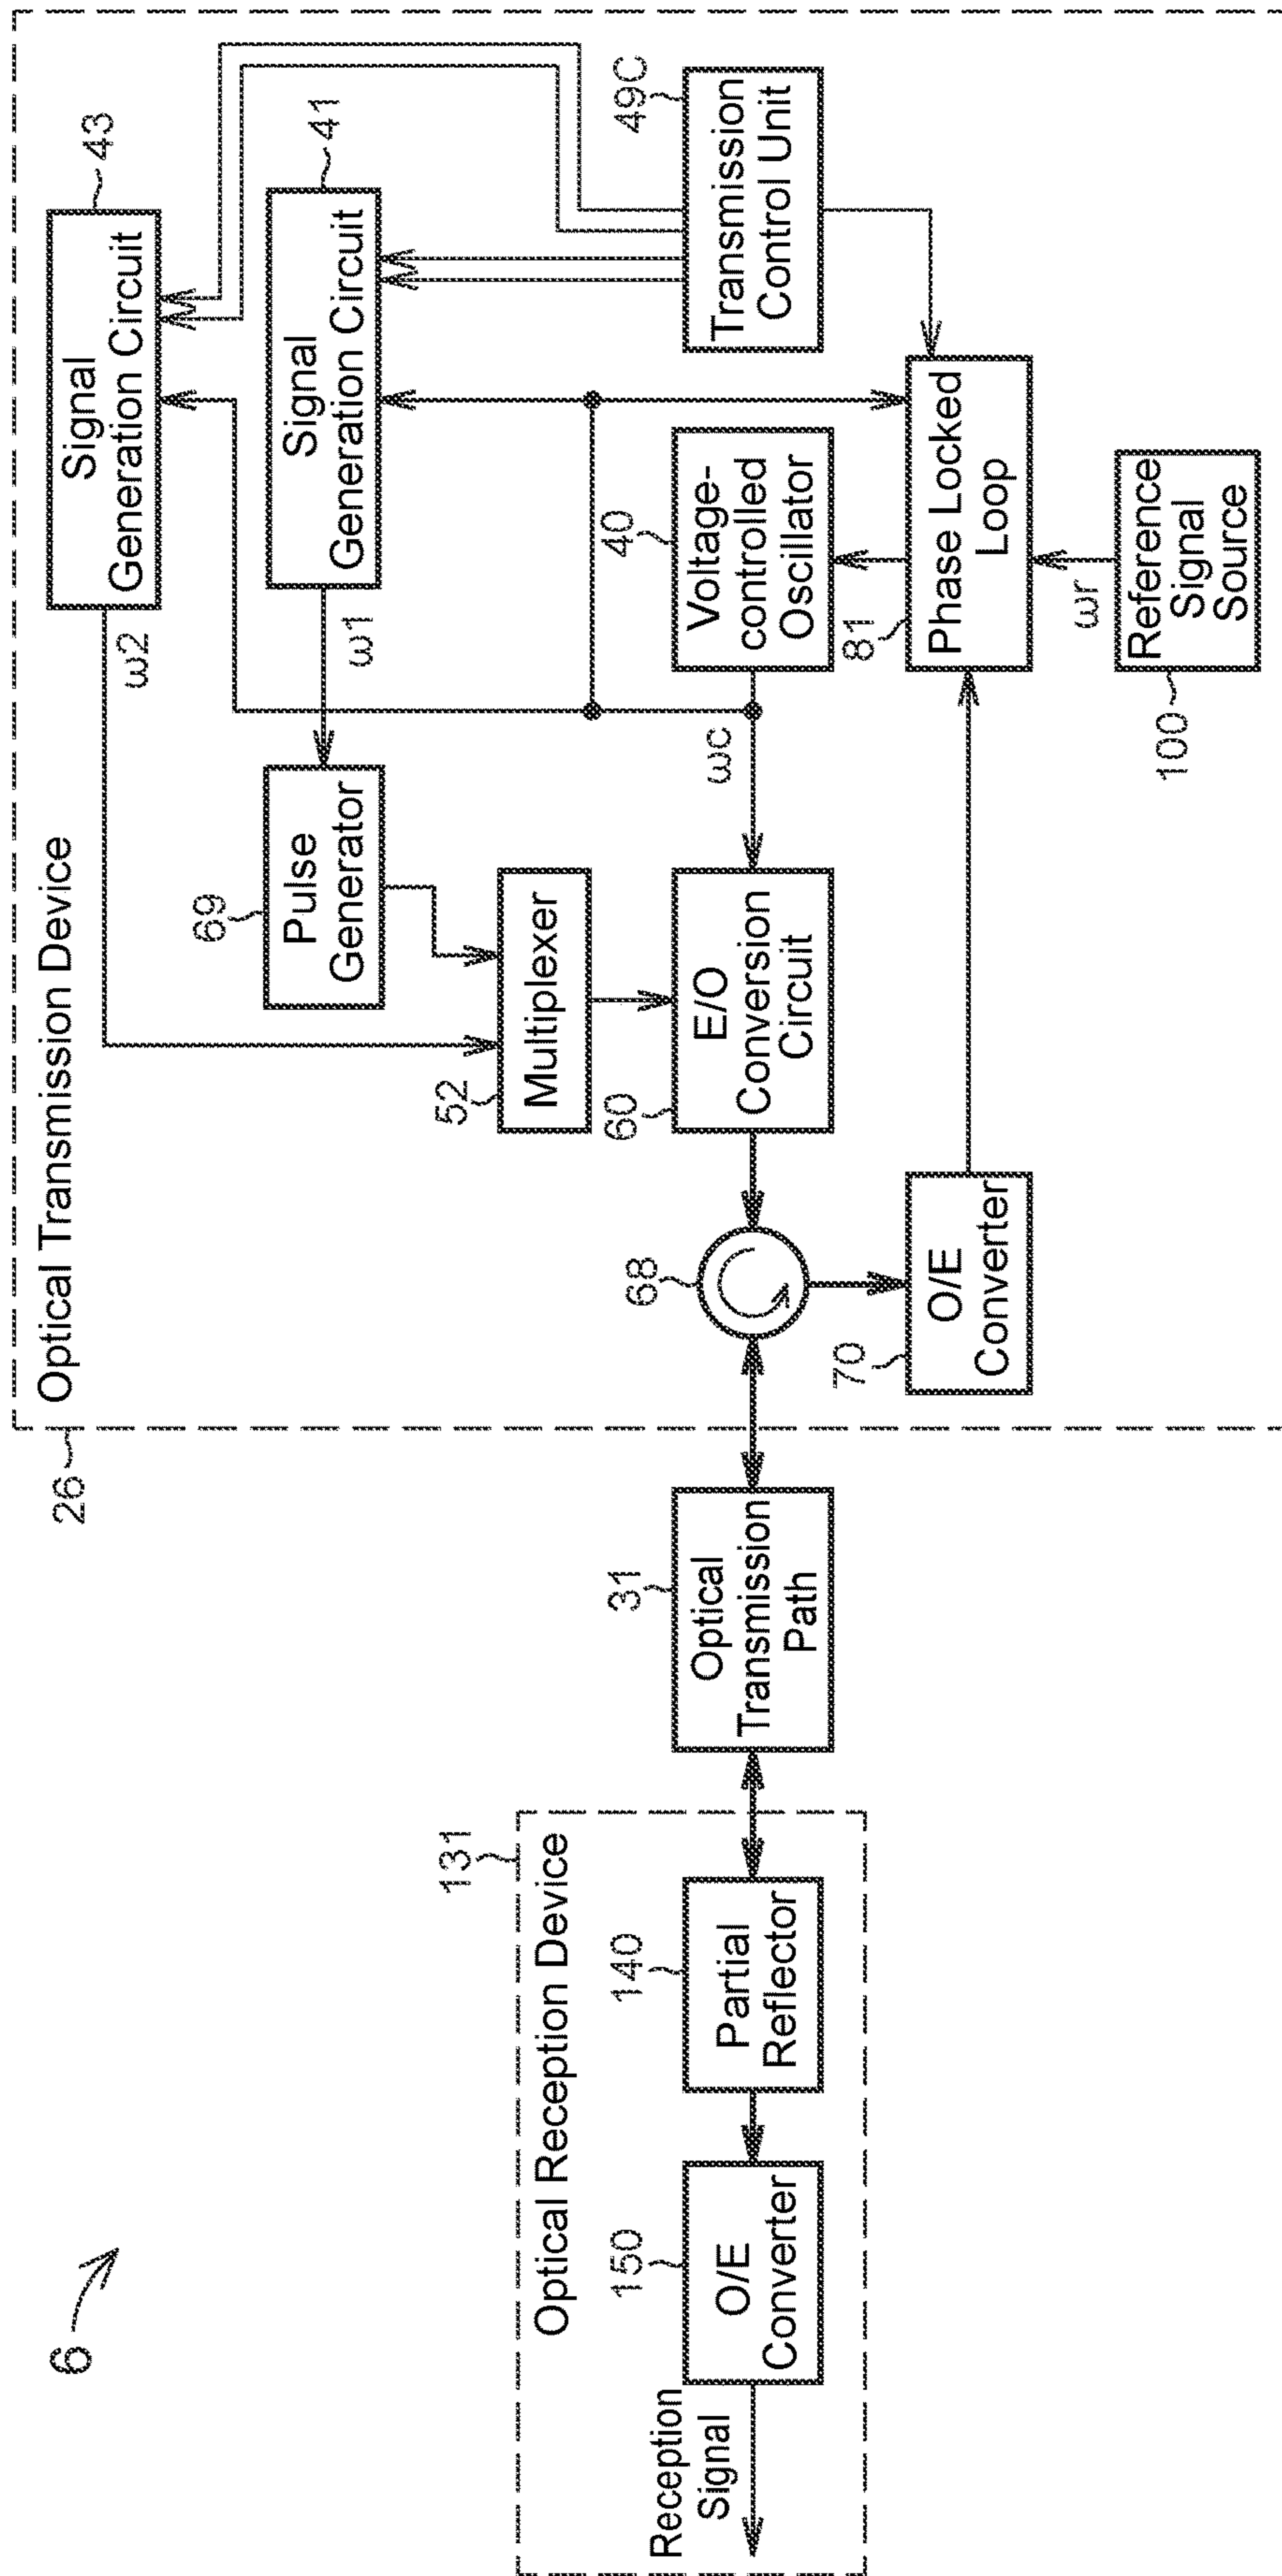 6
Optical Reception Device
131
Reception
Signal
150
O/E
Converter
140
Partial
Reflector
31
Optical
Transmission
Path
26
Optical Transmission Device
68
70
O/E
Converter
52
Multiplexer
60
E/O
Conversion
Circuit
69
Pulse
Generator
ω2
ω1
ωc
43
Signal
Generation Circuit
41
Signal
Generation Circuit
40
Voltage-
controlled
Oscillator
49C
Transmission
Control Unit
81
Phase Locked
Loop
ωr
100
Reference
Signal
Source